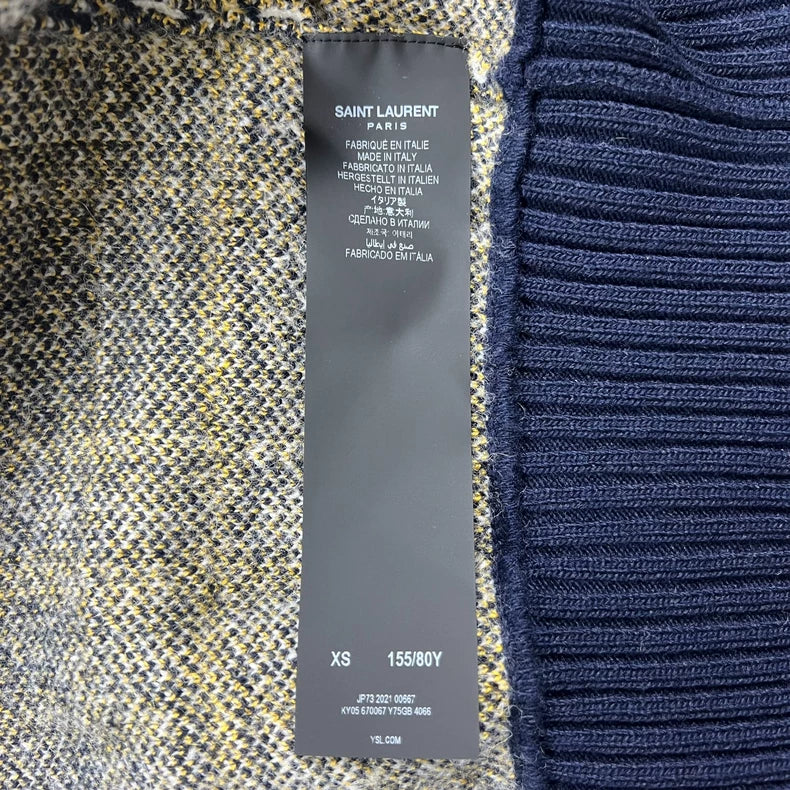 SAINT LAURENT
PARIS
FABRIQUÉ EN ITALIE
MADE IN ITALY
FABBRICATO IN ITALIA
HERGESTELLT IN ITALIEN
HECHO EN ITALIA
イタリア製
产地:意大利
СДЕЛАНО В ИТАЛИИ
제조국: 이태리
صنع في إيطاليا
FABRICADO EM ITÁLIA
XS 155/80Y
JP73 2021 00667
KY05 670067 Y75GB 4066
YSL.COM